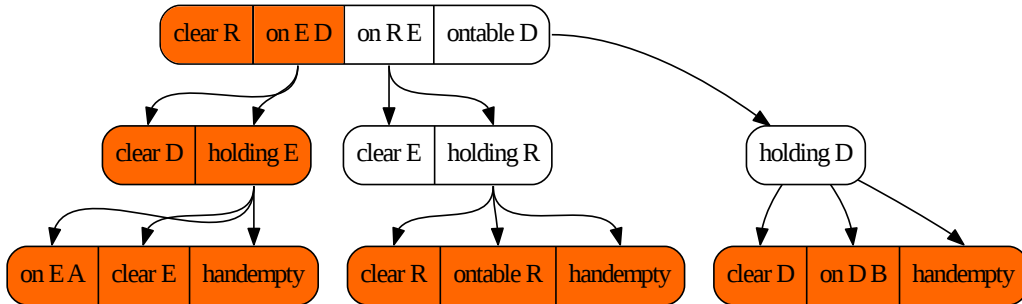 clear R on E D on R E ontable D
clear D holding E clear E holding R holding D
on E A clear E handempty clear R ontable R handempty clear D on D B handempty